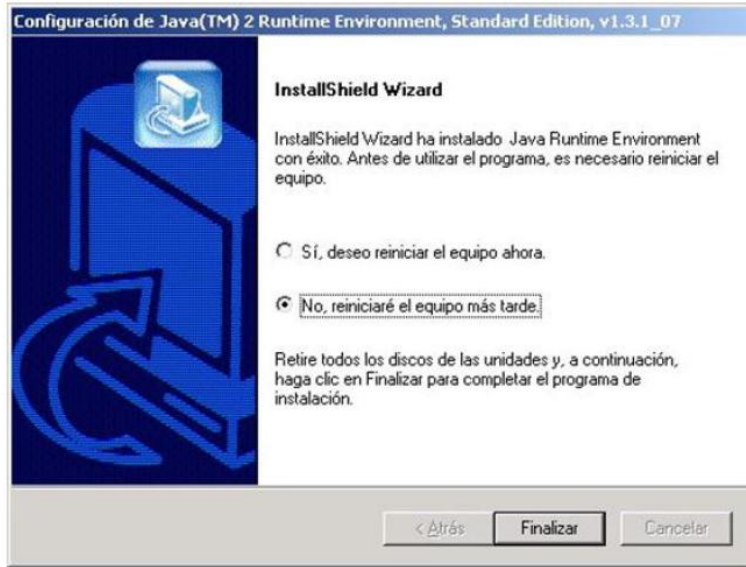 Configuración de Java(TM) 2 Runtime Environment, Standard Edition, v1.3.1_07
InstallShield Wizard
InstallShield Wizard ha instalado Java Runtime Environment
con éxito. Antes de utilizar el programa, es necesario reiniciar el
equipo.
Sí, deseo reiniciar el equipo ahora.
No, reiniciaré el equipo más tarde.
Retire todos los discos de las unidades y, a continuación,
haga clic en Finalizar para completar el programa de
instalación.
< Atrás Finalizar Cancelar